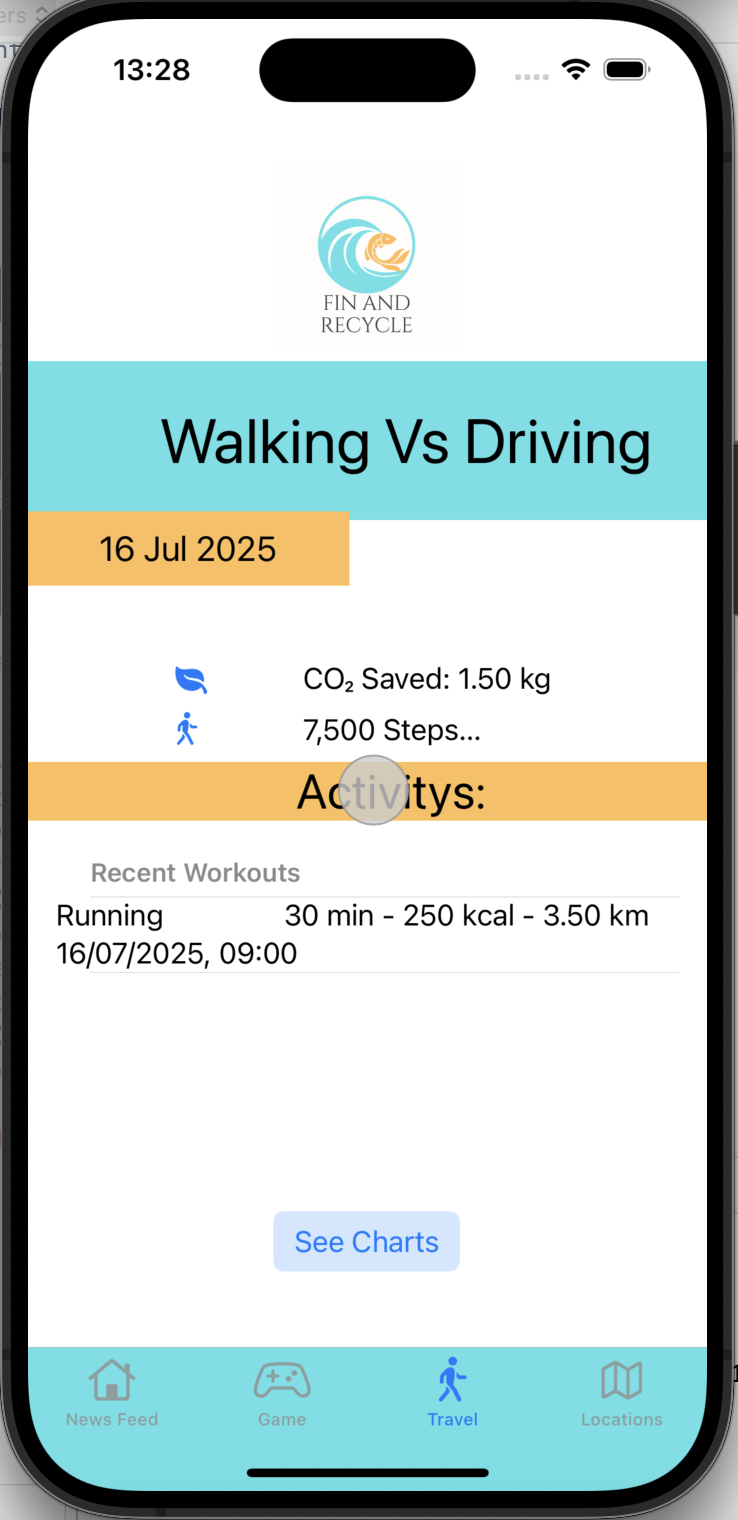 13:28
FIN AND
RECYCLE
Walking Vs Driving
16 Jul 2025
CO₂ Saved: 1.50 kg
7,500 Steps...
Activitys:
Recent Workouts
Running 30 min - 250 kcal - 3.50 km
16/07/2025, 09:00
See Charts
News Feed Game Travel Locations